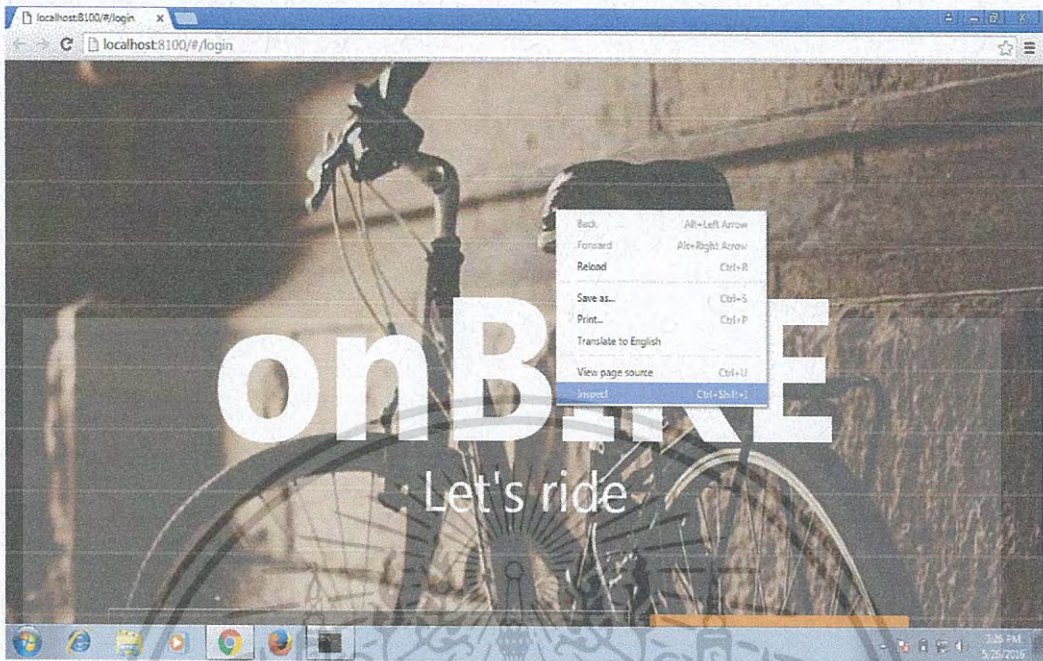 localhost:8100/#/login
localhost:8100/#/login
Back Alt+Left Arrow
Forward Alt+Right Arrow
Reload Ctrl+R
Save as... Ctrl+S
Print... Ctrl+P
Translate to English
View page source Ctrl+U
Inspect Ctrl+Shift+I
onBIKE
Let's ride
3:26 PM
5/26/2016